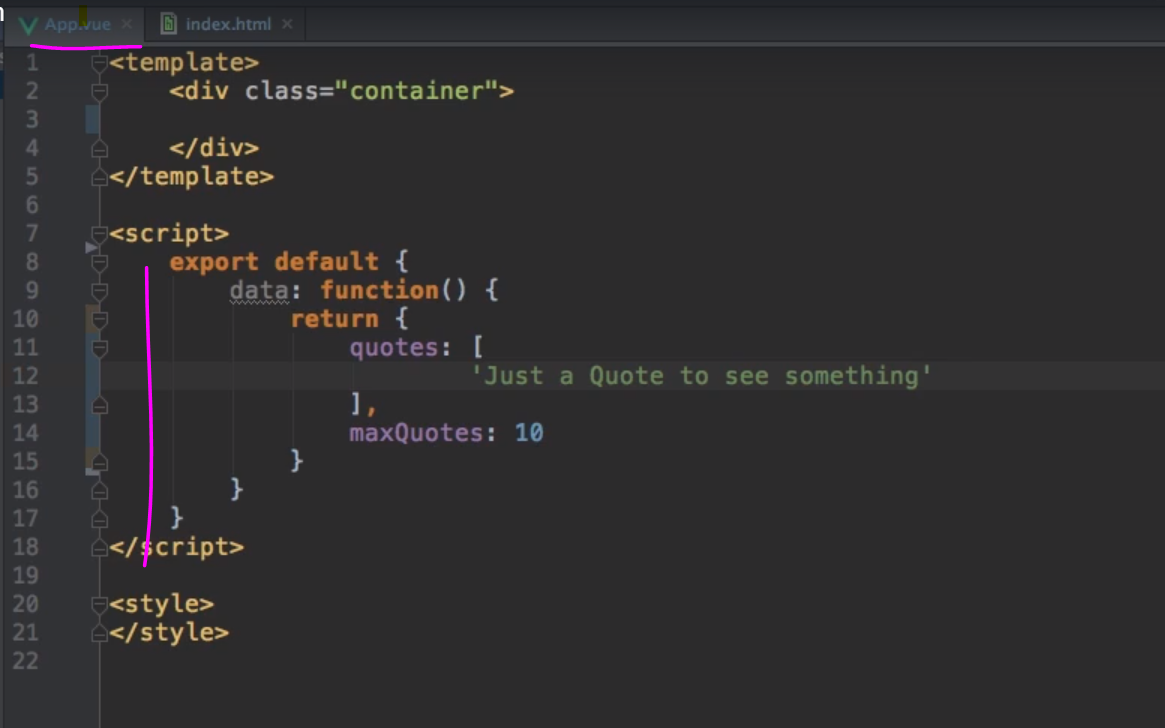 n
App.vue × index.html ×
1 <template>
2 <div class="container">
3
4 </div>
5 </template>
6
7 <script>
8 export default {
9 data: function() {
10 return {
11 quotes: [
12 'Just a Quote to see something'
13 ],
14 maxQuotes: 10
15 }
16 }
17 }
18 </script>
19
20 <style>
21 </style>
22